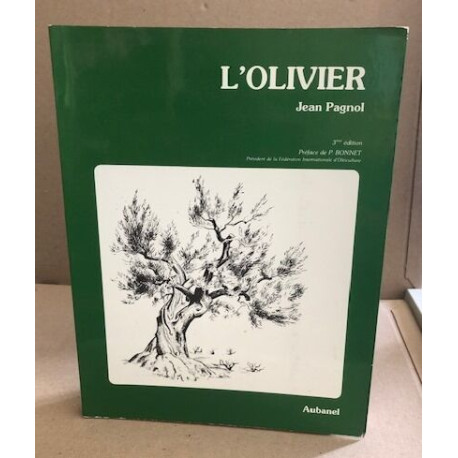 L'OLIVIER
Jean Pagnol
3ème édition
Préface de P. BONNET
Président de la Fédération Internationale d'Oléiculture
Aubanel